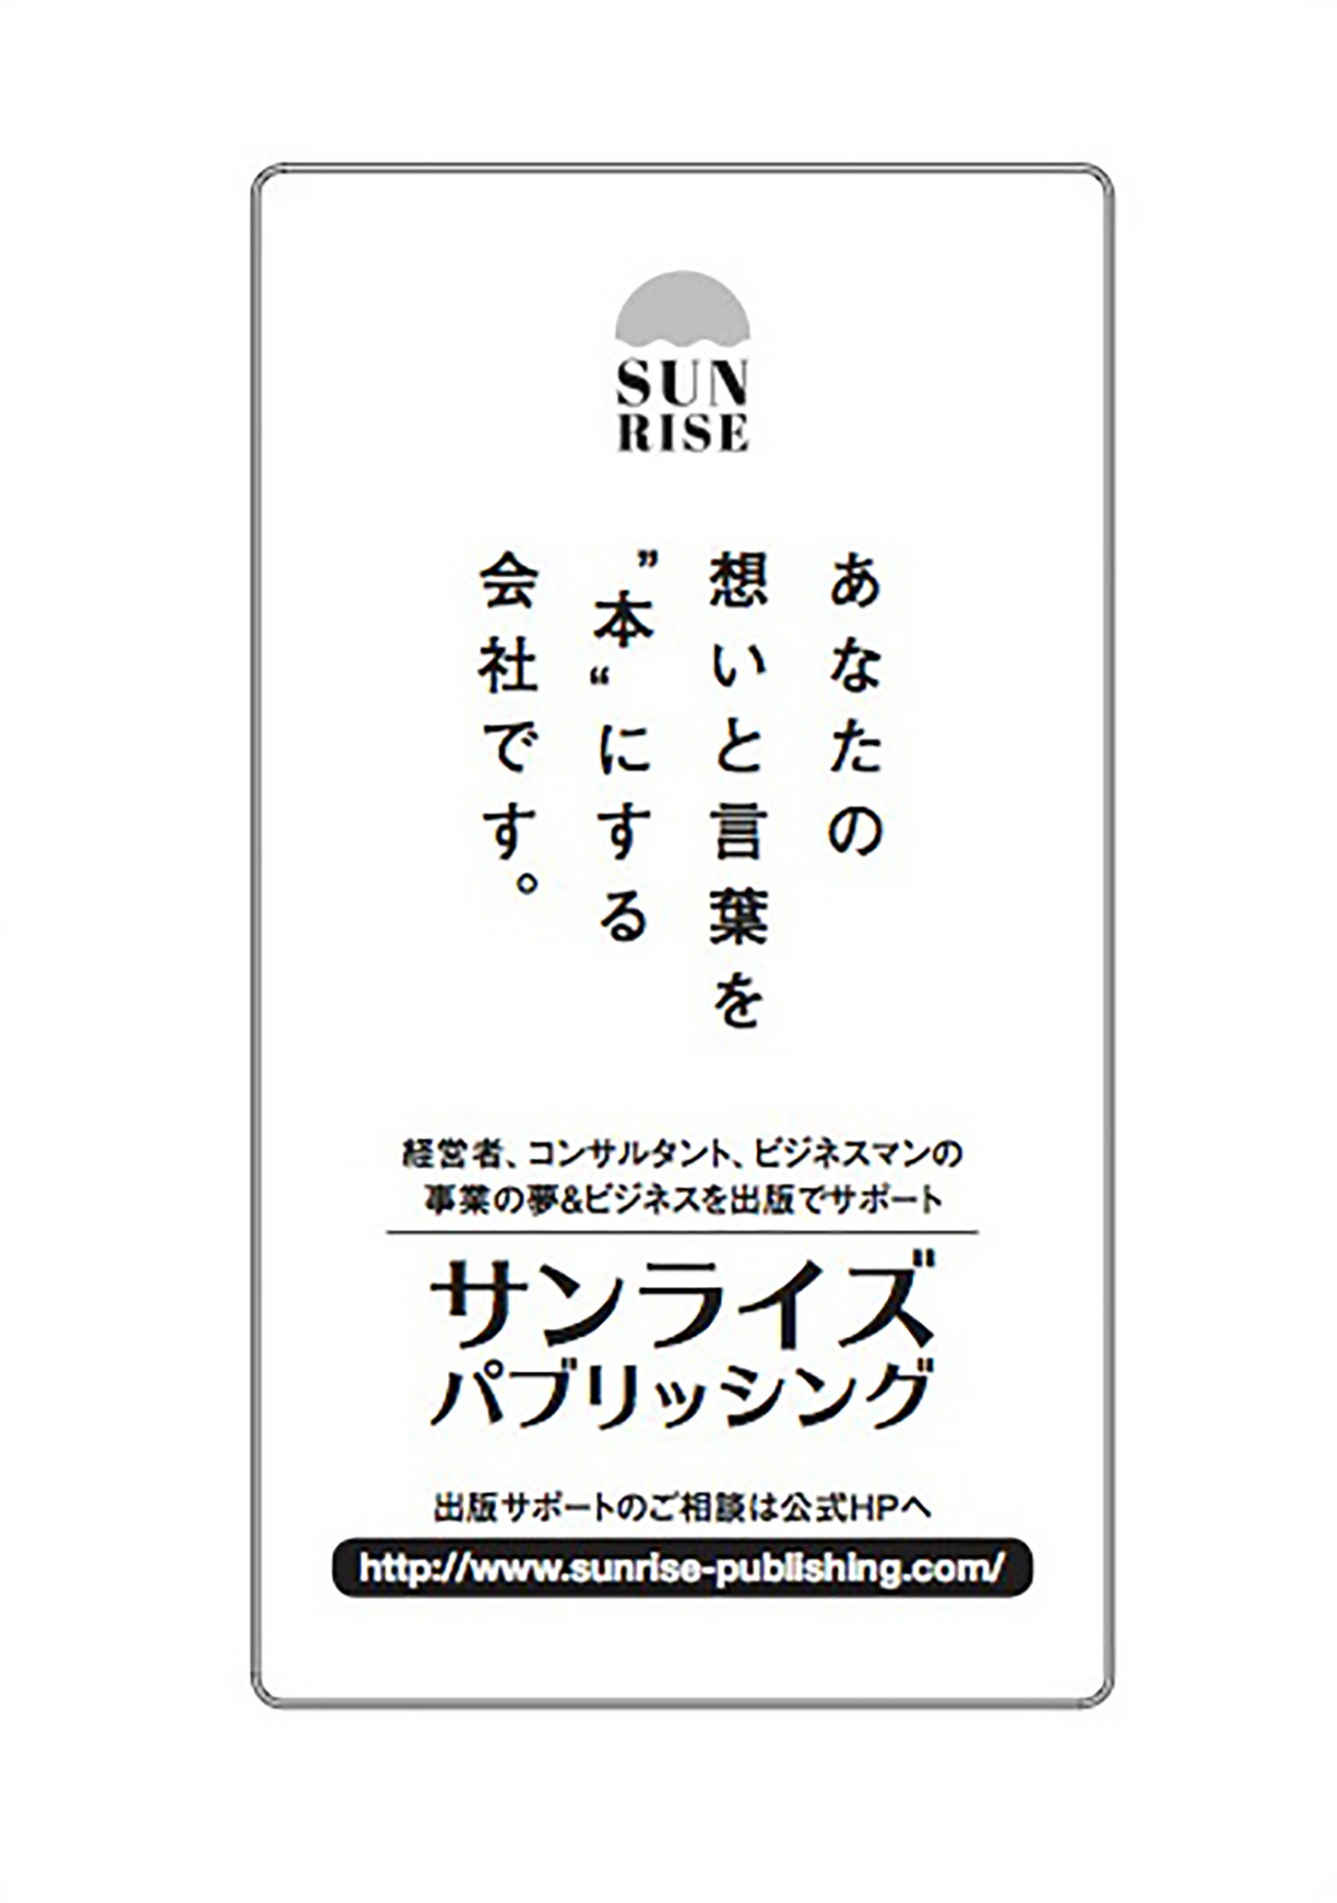 SUN
RISE
あなたの
想いと言葉を
”本“にする
会社です。
経営者、コンサルタント、ビジネスマンの
事業の夢&ビジネスを出版でサポート
サンライズ
パブリッシング
出版サポートのご相談は公式HPへ
http://www.sunrise-publishing.com/